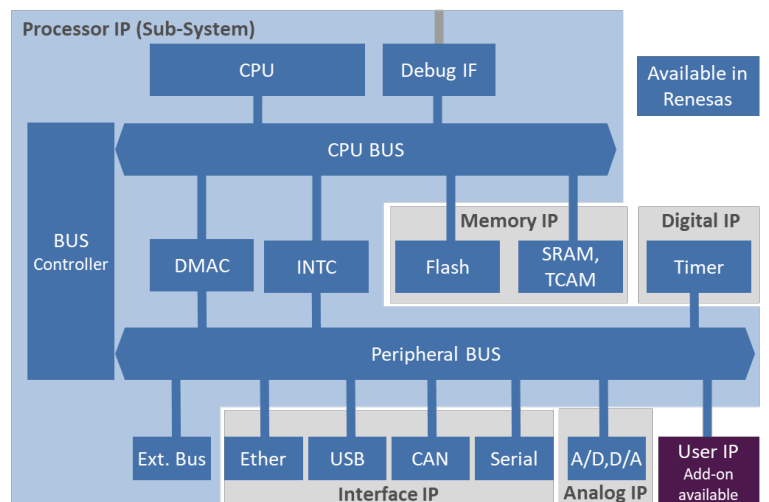 Processor IP (Sub-System)
CPU
Debug IF
Available in
Renesas
CPU BUS
BUS
Controller
Memory IP
Digital IP
DMAC
INTC
Flash
SRAM,
TCAM
Timer
Peripheral BUS
Ext. Bus
Ether
USB
CAN
Serial
A/D,D/A
User IP
Add-on
available
Interface IP
Analog IP